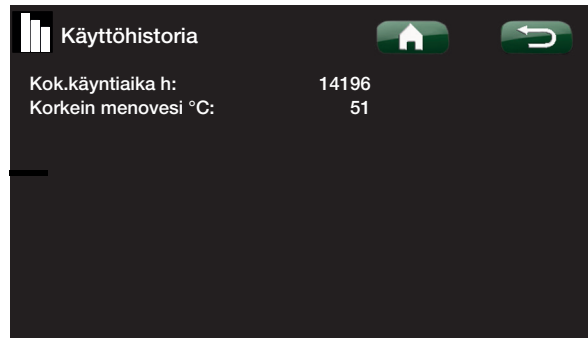 Käyttöhistoria
Kok.käyntiaika h: 14196
Korkein menovesi °C: 51